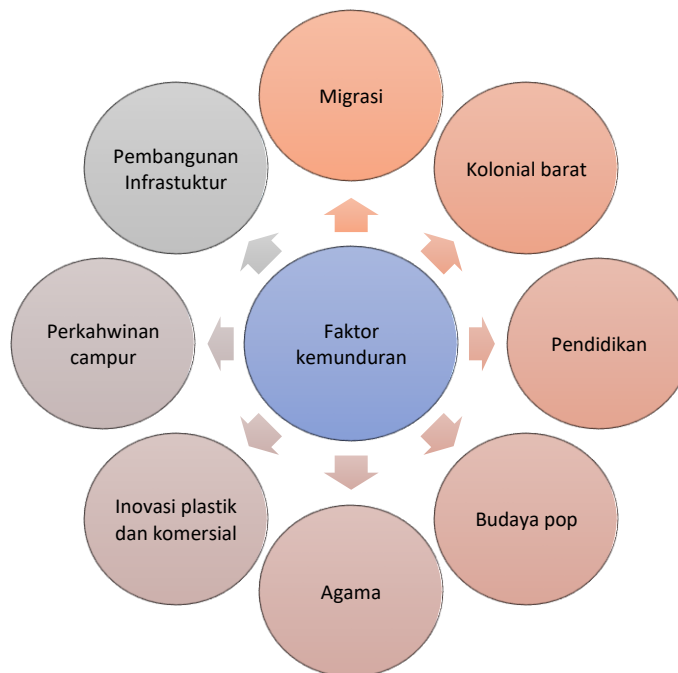 Migrasi
Kolonial barat
Pendidikan
Budaya pop
Agama
Inovasi plastik
dan komersial
Perkahwinan
campur
Pembangunan
Infrastuktur
Faktor
kemunduran